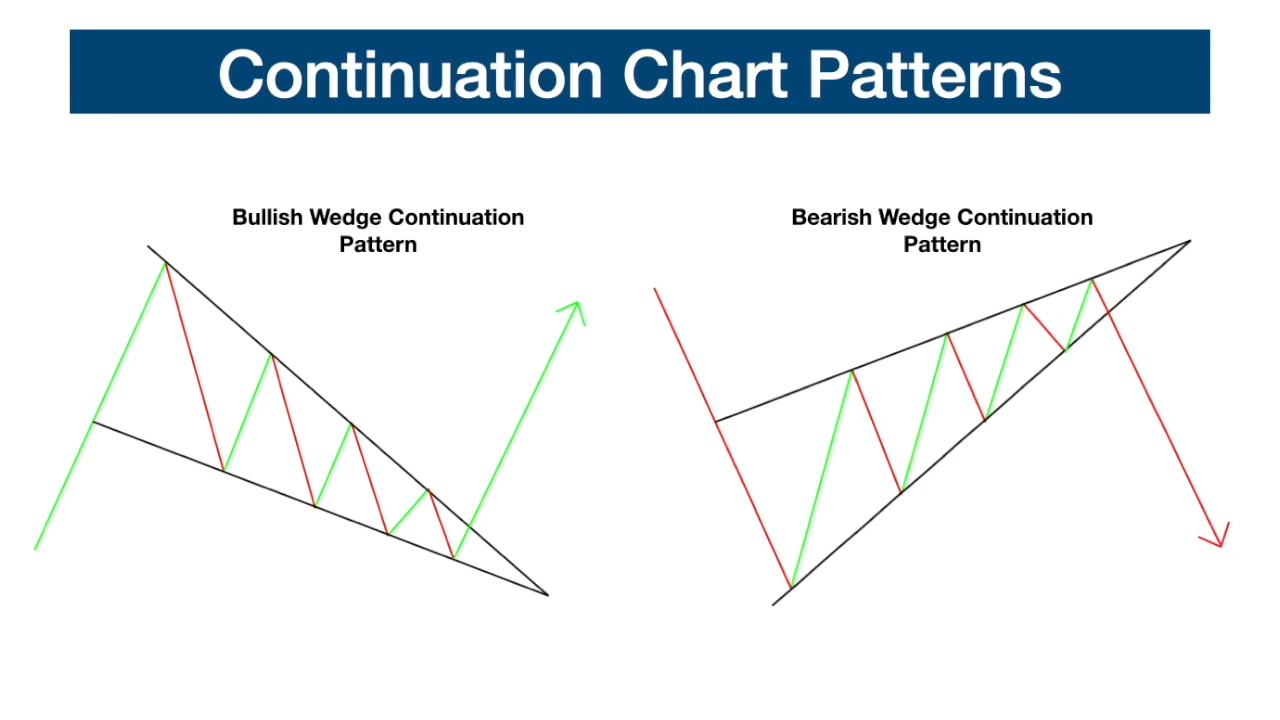 Continuation Chart Patterns
Bullish Wedge Continuation
Pattern
Bearish Wedge Continuation
Pattern